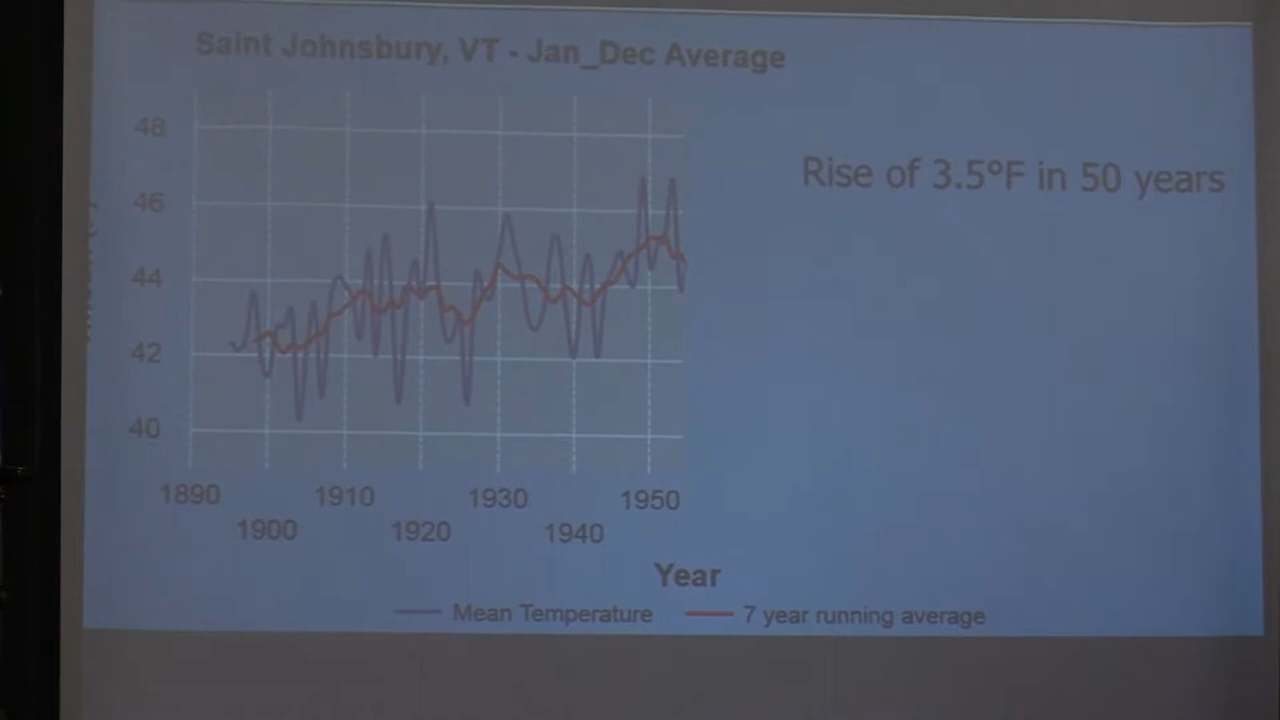 Saint Johnsbury, VT - Jan_Dec Average
Rise of 3.5°F in 50 years
48
46
44
42
40
1890 1910 1930 1950
1900 1920 1940
Year
Mean Temperature 7 year running average